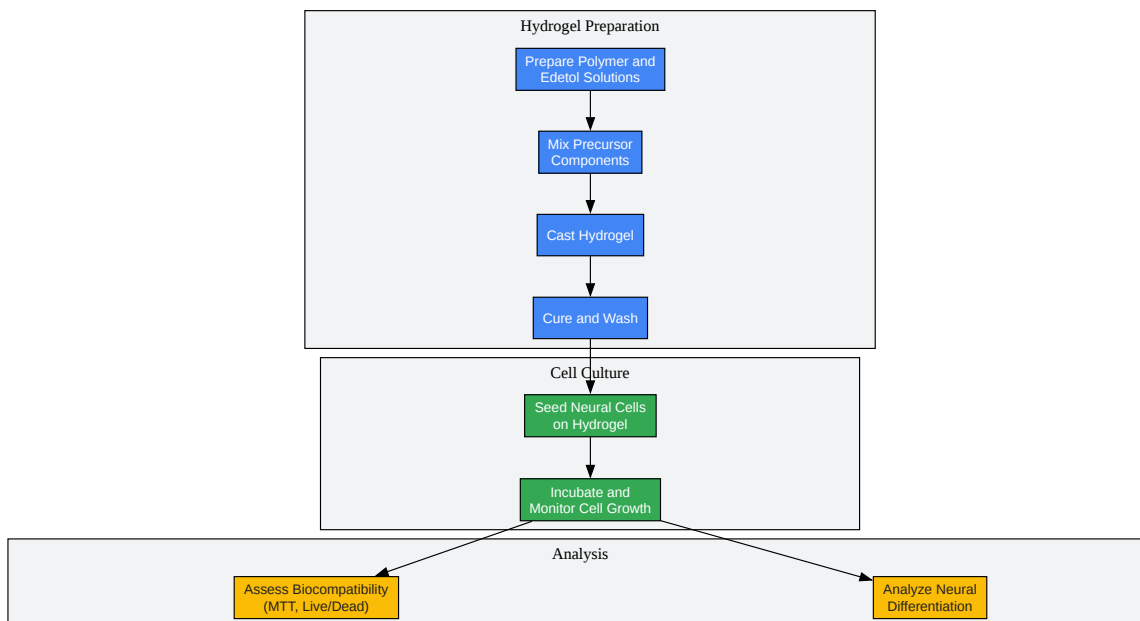 Hydrogel Preparation
Prepare Polymer and
Edetol Solutions
Mix Precursor
Components
Cast Hydrogel
Cure and Wash
Cell Culture
Seed Neural Cells
on Hydrogel
Incubate and
Monitor Cell Growth
Analysis
Assess Biocompatibility
(MTT, Live/Dead)
Analyze Neural
Differentiation